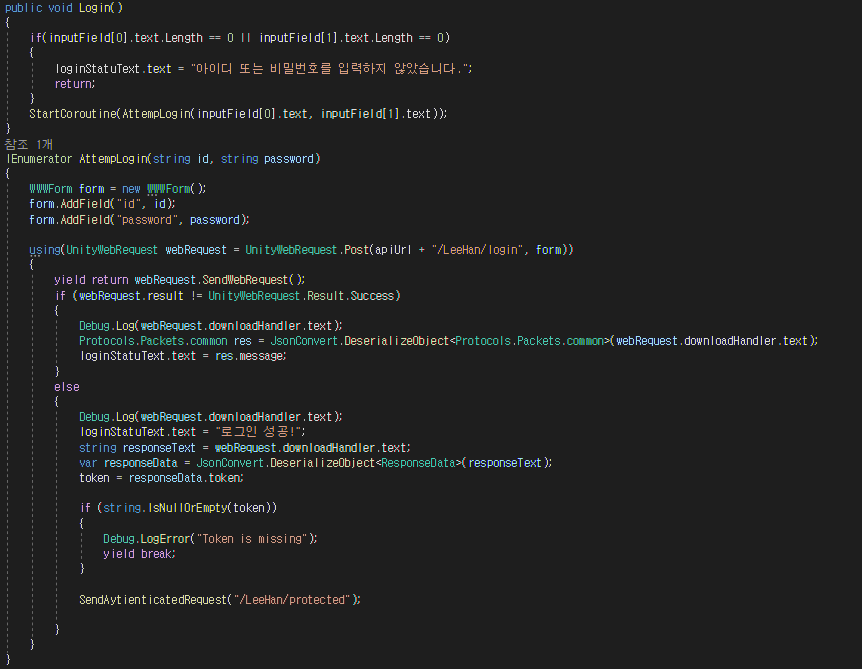 public void Login()
{
if(inputField[0].text.Length == 0 || inputField[1].text.Length == 0)
{
loginStatuText.text = "아이디 또는 비밀번호를 입력하지 않았습니다.";
return;
}
StartCoroutine(AttempLogin(inputField[0].text, inputField[1].text));
}
참조 1개
IEnumerator AttempLogin(string id, string password)
{
WWWForm form = new WWWForm();
form.AddField("id", id);
form.AddField("password", password);
using(UnityWebRequest webRequest = UnityWebRequest.Post(apiUrl + "/LeeHan/login", form))
{
yield return webRequest.SendWebRequest();
if (webRequest.result != UnityWebRequest.Result.Success)
{
Debug.Log(webRequest.downloadHandler.text);
Protocols.Packets.common res = JsonConvert.DeserializeObject<Protocols.Packets.common>(webRequest.downloadHandler.text);
loginStatuText.text = res.message;
}
else
{
Debug.Log(webRequest.downloadHandler.text);
loginStatuText.text = "로그인 성공!";
string responseText = webRequest.downloadHandler.text;
var responseData = JsonConvert.DeserializeObject<ResponseData>(responseText);
token = responseData.token;
if (string.IsNullOrEmpty(token))
{
Debug.LogError("Token is missing");
yield break;
}
SendAytienticatedRequest("/LeeHan/protected");
}
}
}